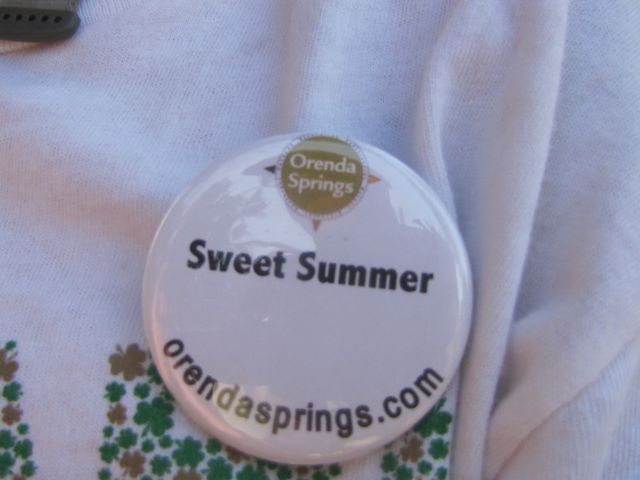 Orenda
Springs
Sweet Summer
orendasprings.com